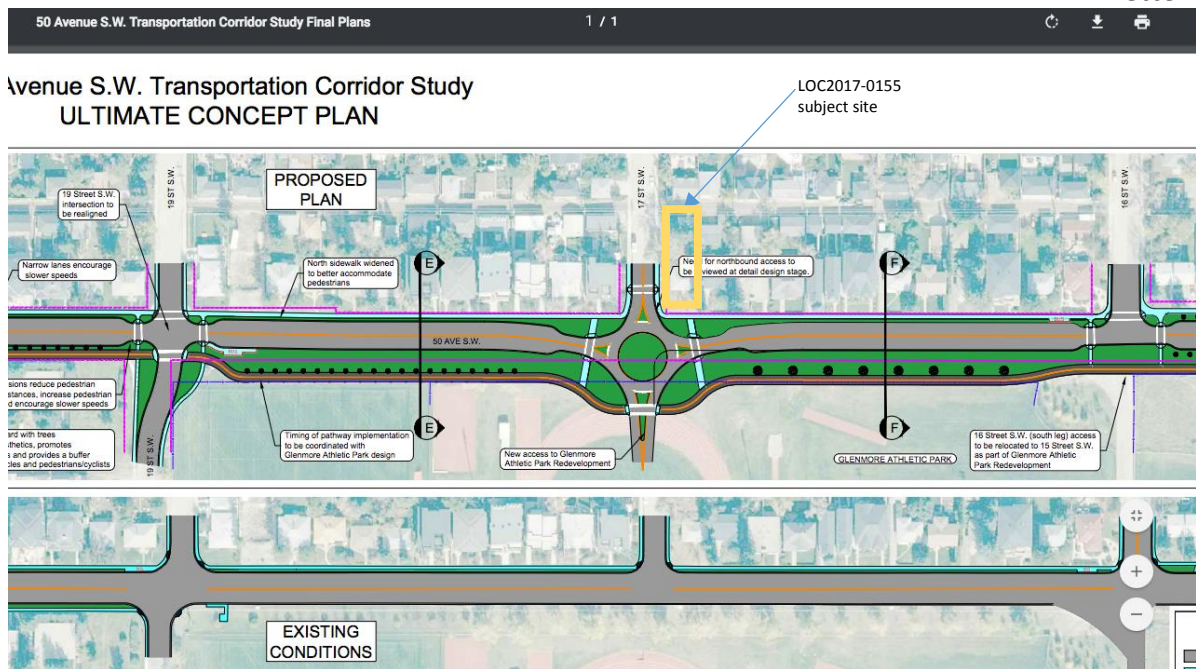 50 Avenue S.W. Transportation Corridor Study Final Plans
1 / 1
Avenue S.W. Transportation Corridor Study
ULTIMATE CONCEPT PLAN
LOC2017-0155
subject site
PROPOSED
PLAN
19 ST S.W.
17 ST S.W.
16 ST S.W.
19 Street S.W.
intersection to
be realigned
Narrow lanes encourage
slower speeds
North sidewalk widened
to better accommodate
pedestrians
E
for northbound access to
be reviewed at detail design stage.
F
50 AVE S.W.
sions reduce pedestrian
stances, increase pedestrian
d encourage slower speeds
ard with trees
sthetics, promotes
s and provides a buffer
cles and pedestrians/cyclists
19 ST S.W.
Timing of pathway implementation
to be coordinated with
Glenmore Athletic Park design
E
New access to Glenmore
Athletic Park Redevelopment
F
GLENMORE ATHLETIC PARK
16 Street S.W. (south leg) access
to be relocated to 15 Street S.W.
as part of Glenmore Athletic
Park Redevelopment
EXISTING
CONDITIONS